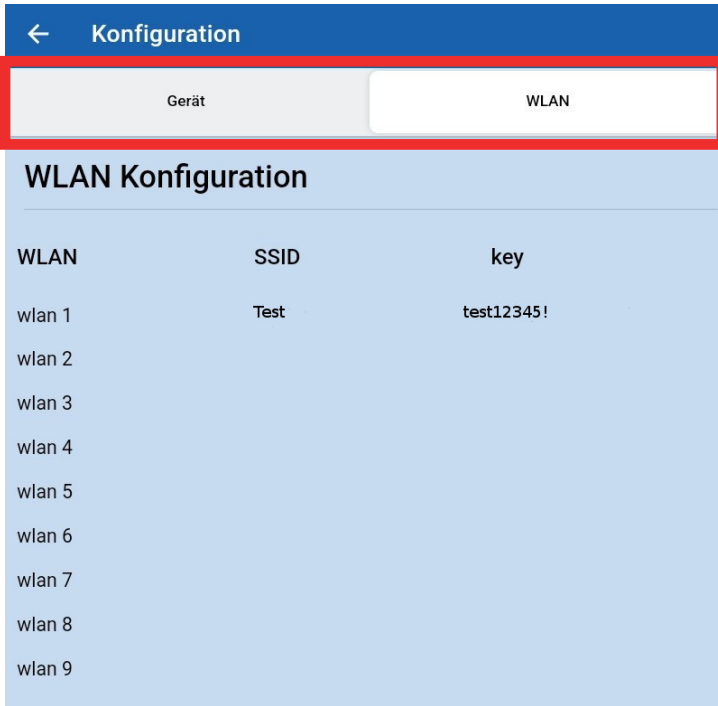 Konfiguration
Gerät WLAN
WLAN Konfiguration
WLAN SSID key
wlan 1 Test test12345!
wlan 2
wlan 3
wlan 4
wlan 5
wlan 6
wlan 7
wlan 8
wlan 9